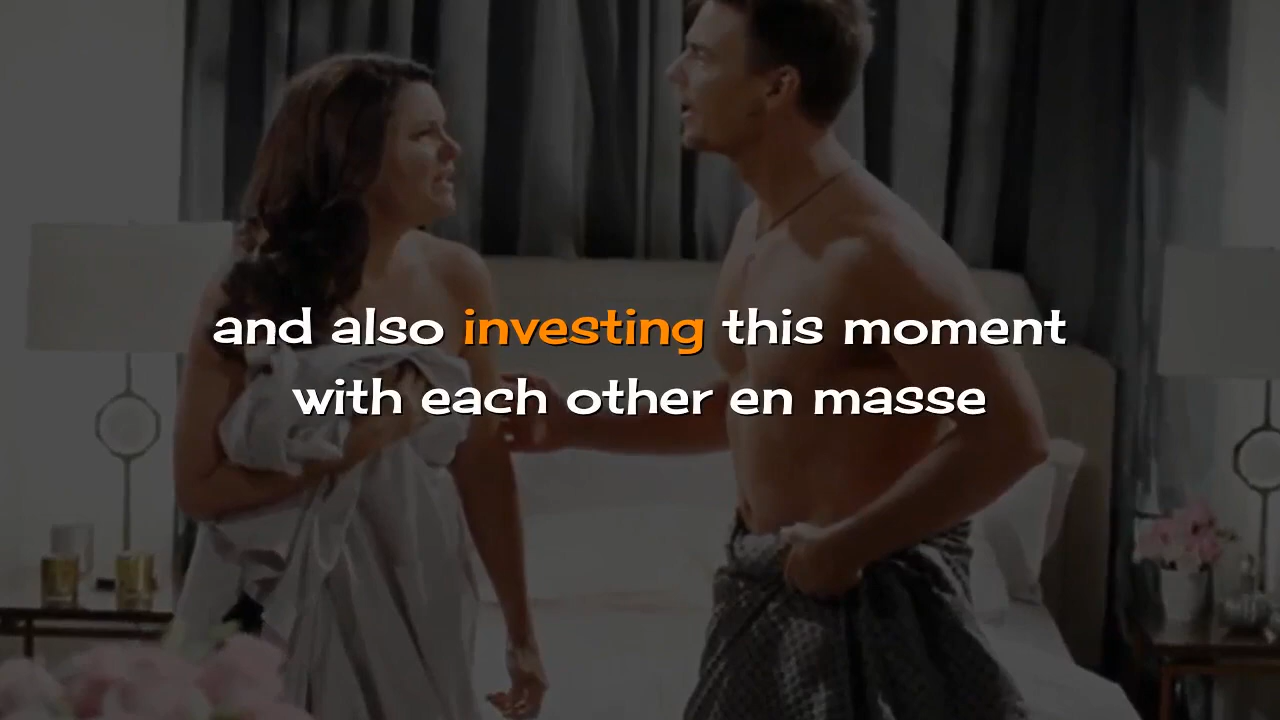 and also investing this moment
with each other en masse